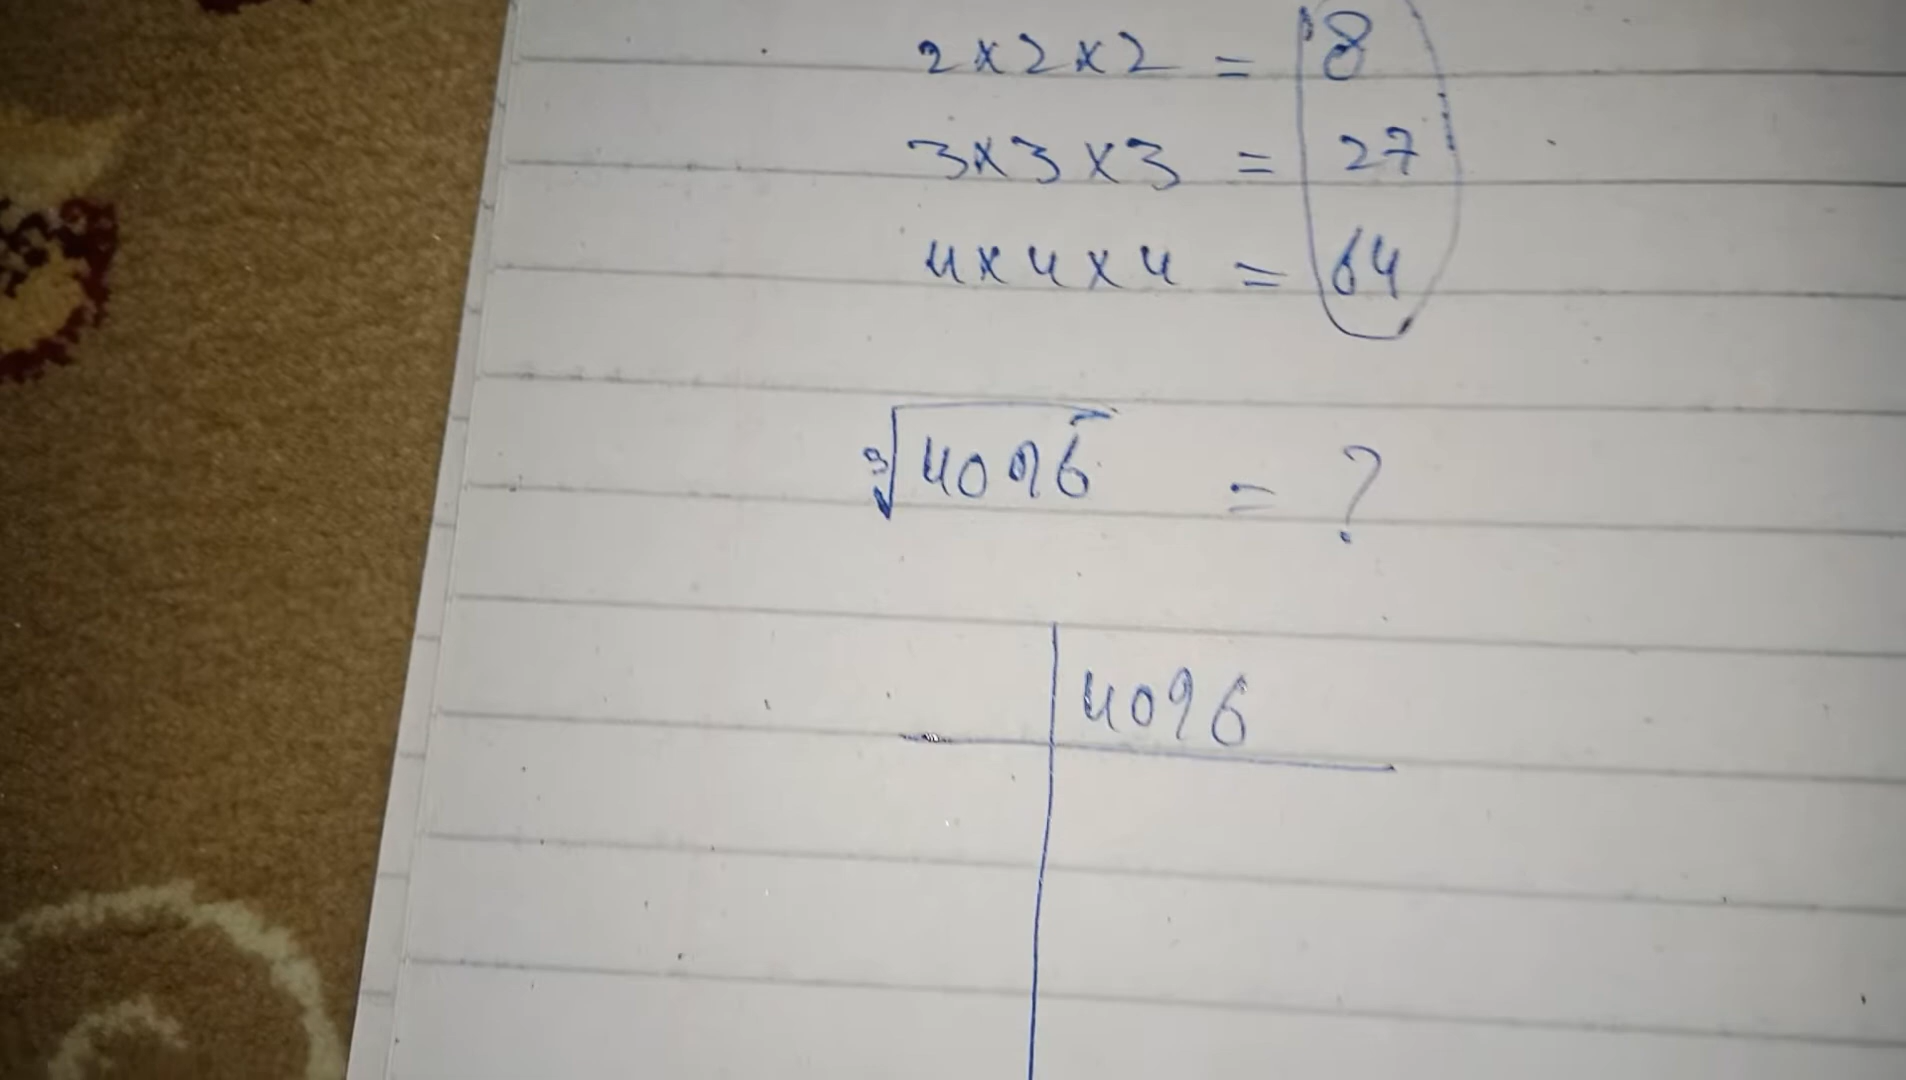 2 × 2 × 2 = 8
3 × 3 × 3 = 27
4 × 4 × 4 = 64
∛4096 = ?
4096